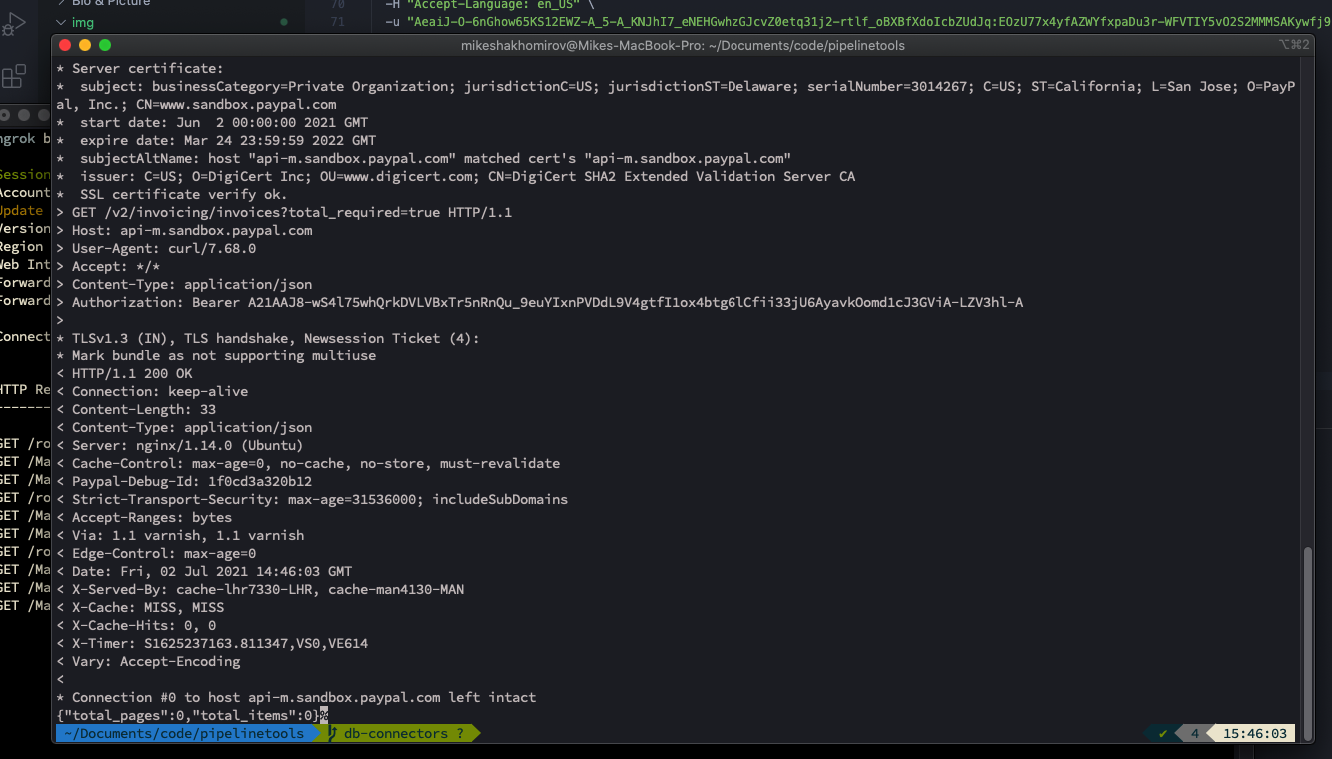 Bio & Picture
img
70 -H "Accept-Language: en_US" \
71 -u "AeaiJ-O-6nGhow65KS12EWZ-A_5-A_KNJhI7_eNEHGwhzGJcvZ0etq31j2-rtlf_oBXBfXdoIcbZUdJq:EOzU77x4yfAZWYfxpaDu3r-WFVTIY5vO2S2MMMSAKywfj9
mikeshakhomirov@Mikes-MacBook-Pro: ~/Documents/code/pipelinetools
⌥⌘2
* Server certificate:
*  subject: businessCategory=Private Organization; jurisdictionC=US; jurisdictionST=Delaware; serialNumber=3014267; C=US; ST=California; L=San Jose; O=PayP
al, Inc.; CN=www.sandbox.paypal.com
*  start date: Jun  2 00:00:00 2021 GMT
*  expire date: Mar 24 23:59:59 2022 GMT
*  subjectAltName: host "api-m.sandbox.paypal.com" matched cert's "api-m.sandbox.paypal.com"
*  issuer: C=US; O=DigiCert Inc; OU=www.digicert.com; CN=DigiCert SHA2 Extended Validation Server CA
*  SSL certificate verify ok.
> GET /v2/invoicing/invoices?total_required=true HTTP/1.1
> Host: api-m.sandbox.paypal.com
> User-Agent: curl/7.68.0
> Accept: */*
> Content-Type: application/json
> Authorization: Bearer A21AAJ8-wS4l75whQrkDVLVBxTr5nRnQu_9euYIxnPVDdL9V4gtfI1ox4btg6lCfii33jU6AyavkOomd1cJ3GViA-LZV3hl-A
>
* TLSv1.3 (IN), TLS handshake, Newsession Ticket (4):
* Mark bundle as not supporting multiuse
< HTTP/1.1 200 OK
< Connection: keep-alive
< Content-Length: 33
< Content-Type: application/json
< Server: nginx/1.14.0 (Ubuntu)
< Cache-Control: max-age=0, no-cache, no-store, must-revalidate
< Paypal-Debug-Id: 1f0cd3a320b12
< Strict-Transport-Security: max-age=31536000; includeSubDomains
< Accept-Ranges: bytes
< Via: 1.1 varnish, 1.1 varnish
< Edge-Control: max-age=0
< Date: Fri, 02 Jul 2021 14:46:03 GMT
< X-Served-By: cache-lhr7330-LHR, cache-man4130-MAN
< X-Cache: MISS, MISS
< X-Cache-Hits: 0, 0
< X-Timer: S1625237163.811347,VS0,VE614
< Vary: Accept-Encoding
<
* Connection #0 to host api-m.sandbox.paypal.com left intact
{"total_pages":0,"total_items":0}%
~/Documents/code/pipelinetools db-connectors ? ✔ 4 15:46:03
ngrok b
Session
Account
Update
Version
Region
Web Int
Forward
Forward
Connect
HTTP Re
-------
GET /ro
GET /Ma
GET /Ma
GET /ro
GET /Ma
GET /Ma
GET /ro
GET /Ma
GET /Ma
GET /Ma